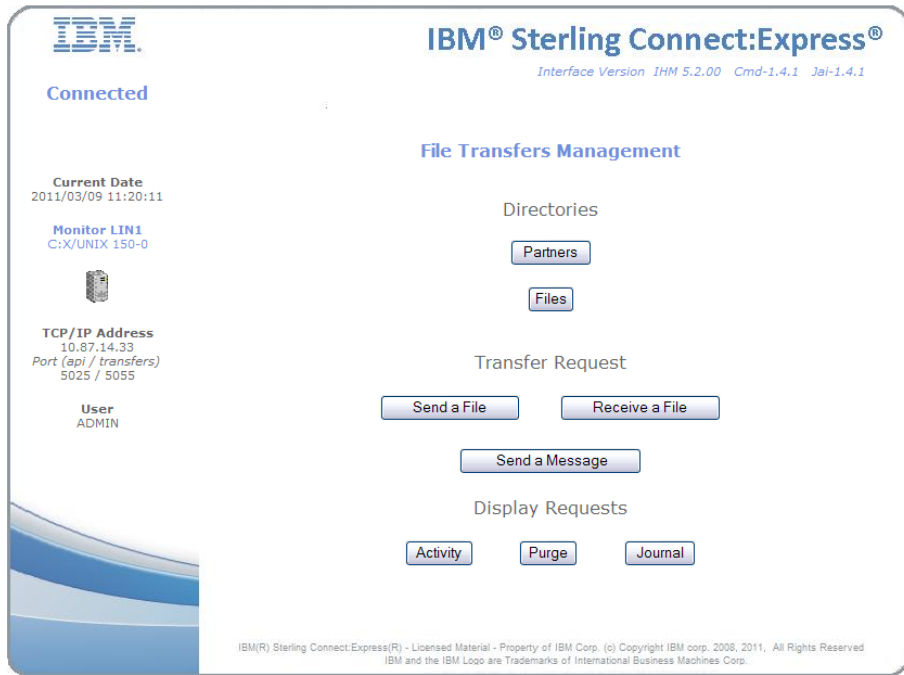 IBM.
IBM® Sterling Connect:Express®
Interface Version IHM 5.2.00 Cmd-1.4.1 Jai-1.4.1
Connected
File Transfers Management
Current Date
2011/03/09 11:20:11
Monitor LIN1
C:X/UNIX 150-0
TCP/IP Address
10.87.14.33
Port (api / transfers)
5025 / 5055
User
ADMIN
Directories
Partners
Files
Transfer Request
Send a File Receive a File
Send a Message
Display Requests
Activity Purge Journal
IBM(R) Sterling Connect:Express(R) - Licensed Material - Property of IBM Corp. (c) Copyright IBM corp. 2008, 2011, All Rights Reserved
IBM and the IBM Logo are Trademarks of International Business Machines Corp.